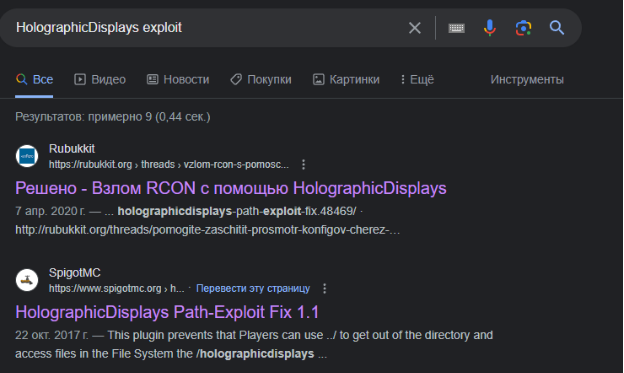 HolographicDisplays exploit
Все Видео Новости Покупки Картинки Ещё Инструменты
Результатов: примерно 9 (0,44 сек.)
Rubukkit
https://rubukkit.org › threads › vzlom-rcon-s-pomosc...
Решено - Взлом RCON с помощью HolographicDisplays
7 апр. 2020 г. — ... holographicdisplays-path-exploit-fix.48469/ ·
http://rubukkit.org/threads/pomogite-zaschitit-prosmotr-konfigov-cherez-...
SpigotMC
https://www.spigotmc.org › h... · Перевести эту страницу
HolographicDisplays Path-Exploit Fix 1.1
22 окт. 2017 г. — This plugin prevents that Players can use ../ to get out of the directory and
access files in the File System the /holographicdisplays ...